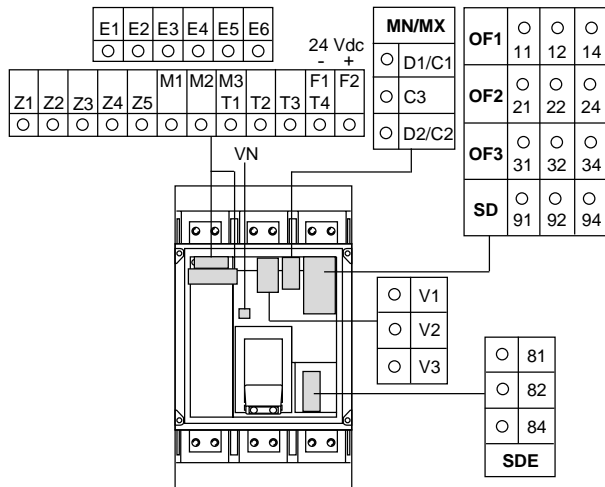 E1 E2 E3 E4 E5 E6
24 Vdc
- +
M1 M2 M3 F1 F2
Z1 Z2 Z3 Z4 Z5 T1 T2 T3 T4
VN
MN/MX
D1/C1
C3
D2/C2
OF1 11 12 14
OF2 21 22 24
OF3 31 32 34
SD 91 92 94
V1
V2
V3
81
82
84
SDE